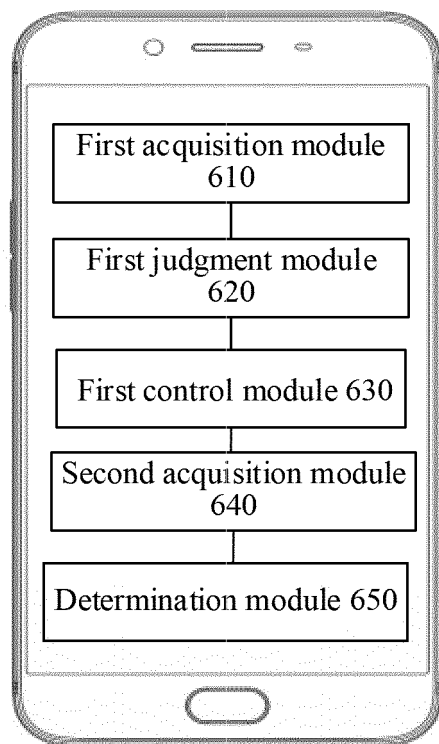 First acquisition module
610
First judgment module
620
First control module 630
Second acquisition module
640
Determination module 650